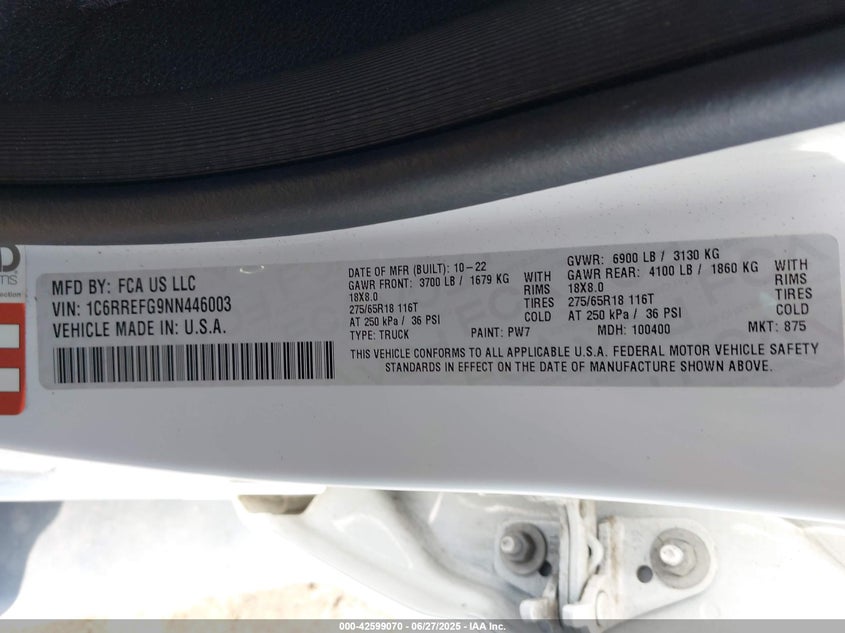 MFD BY: FCA US LLC
VIN: 1C6RREFG9NN446003
VEHICLE MADE IN: U.S.A.
DATE OF MFR (BUILT): 10-22
GAWR FRONT: 3700 LB / 1679 KG WITH
18X8.0 RIMS
275/65R18 116T TIRES
AT 250 kPa / 36 PSI COLD
TYPE: TRUCK PAINT: PW7
GVWR: 6900 LB / 3130 KG
GAWR REAR: 4100 LB / 1860 KG WITH
18X8.0 RIMS
275/65R18 116T TIRES
AT 250 kPa / 36 PSI COLD
MDH: 100400 MKT: 875
THIS VEHICLE CONFORMS TO ALL APPLICABLE U.S.A. FEDERAL MOTOR VEHICLE SAFETY
STANDARDS IN EFFECT ON THE DATE OF MANUFACTURE SHOWN ABOVE.
000-42599070 - 06/27/2025 - IAA Inc.